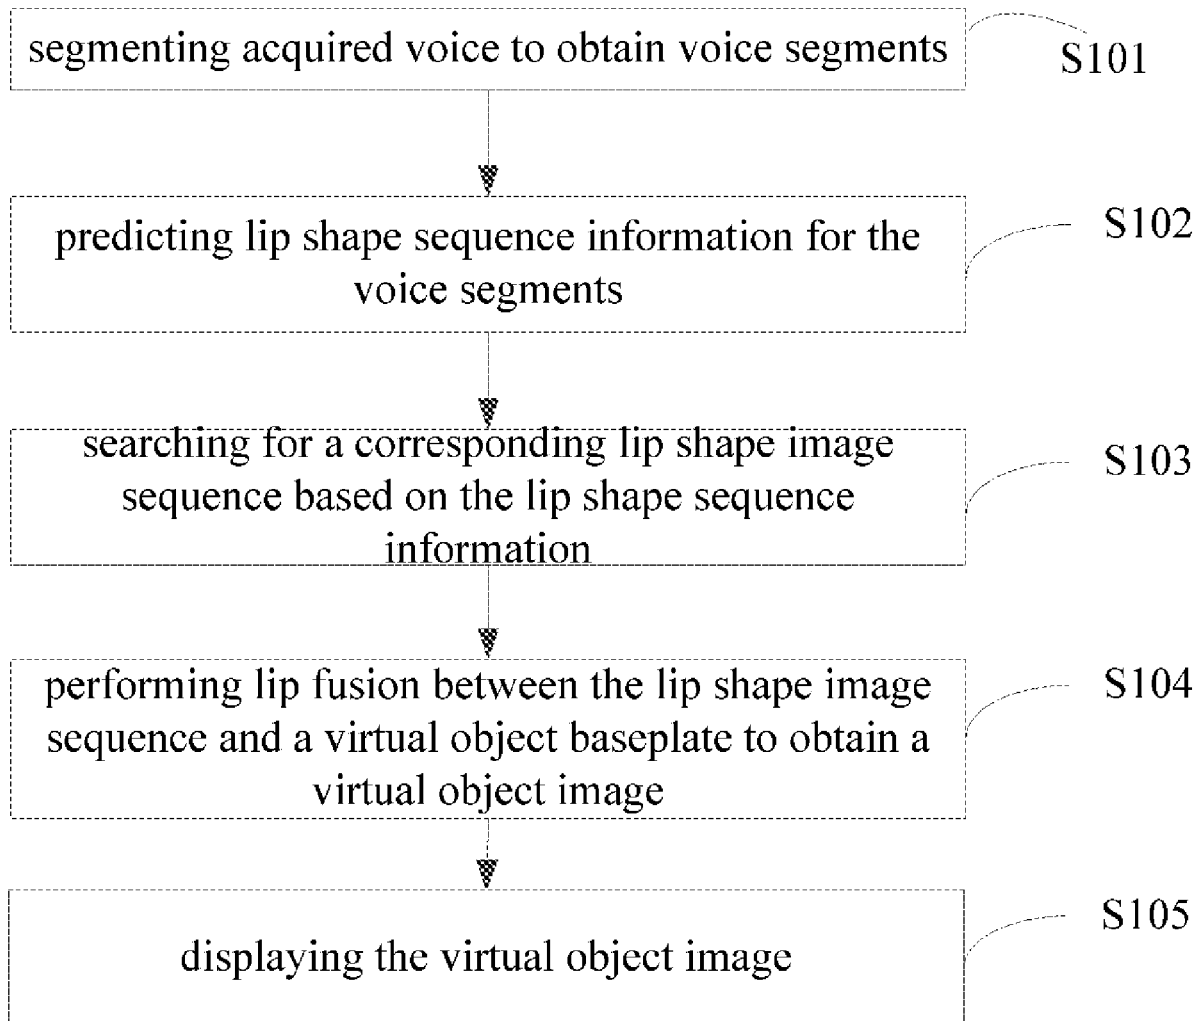 segmenting acquired voice to obtain voice segments
S101
predicting lip shape sequence information for the
voice segments
S102
searching for a corresponding lip shape image
sequence based on the lip shape sequence
information
S103
performing lip fusion between the lip shape image
sequence and a virtual object baseplate to obtain a
virtual object image
S104
displaying the virtual object image
S105